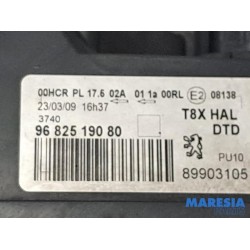 00HCR PL 17.6 02A 01 1a 00RL E2 08138
23/03/09 16h37
3740
96 825 190 80
T8X HAL
DTD
PU10
89903105
MARESIA